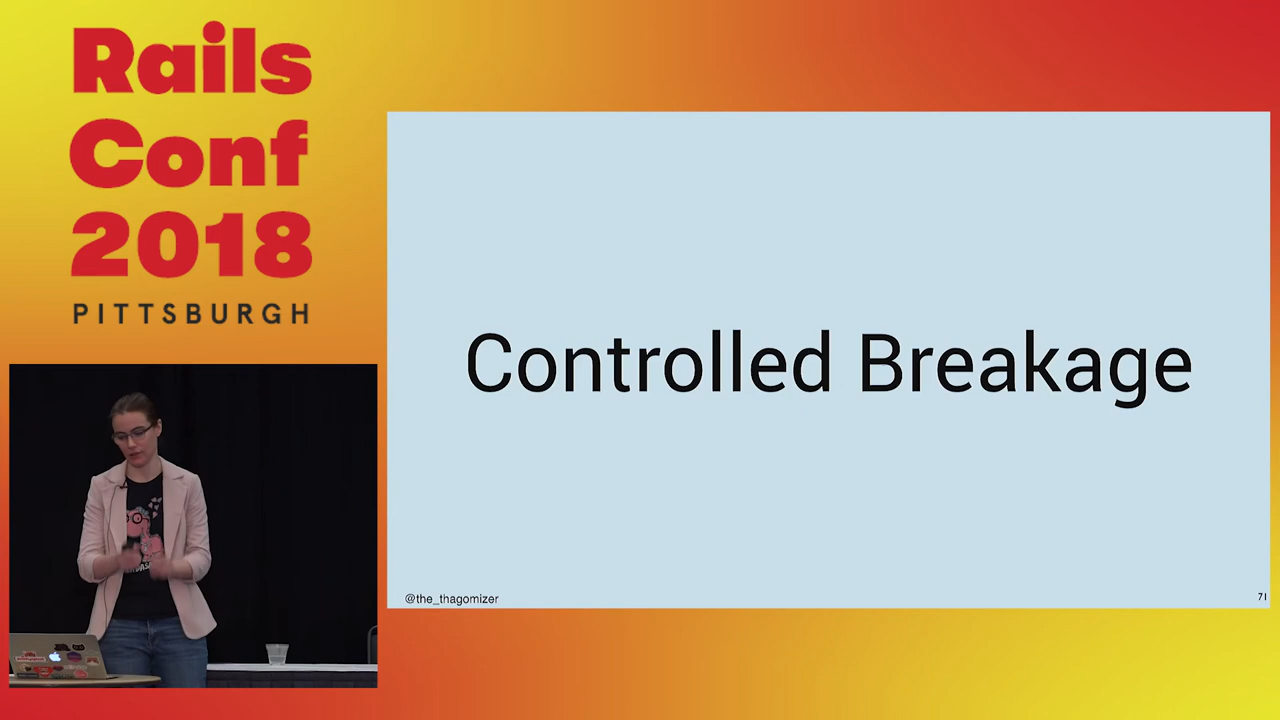 Rails
Conf
2018
PITTSBURGH
Controlled Breakage
@the_thagomizer
71